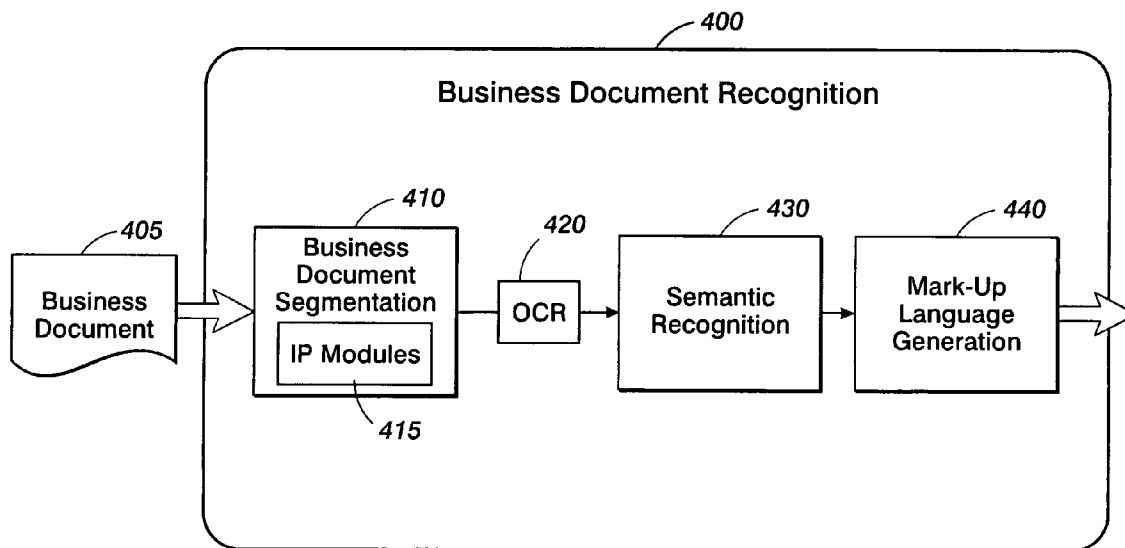 400
Business Document Recognition
405
Business
Document
410
Business
Document
Segmentation
IP Modules
415
420
OCR
430
Semantic
Recognition
440
Mark-Up
Language
Generation